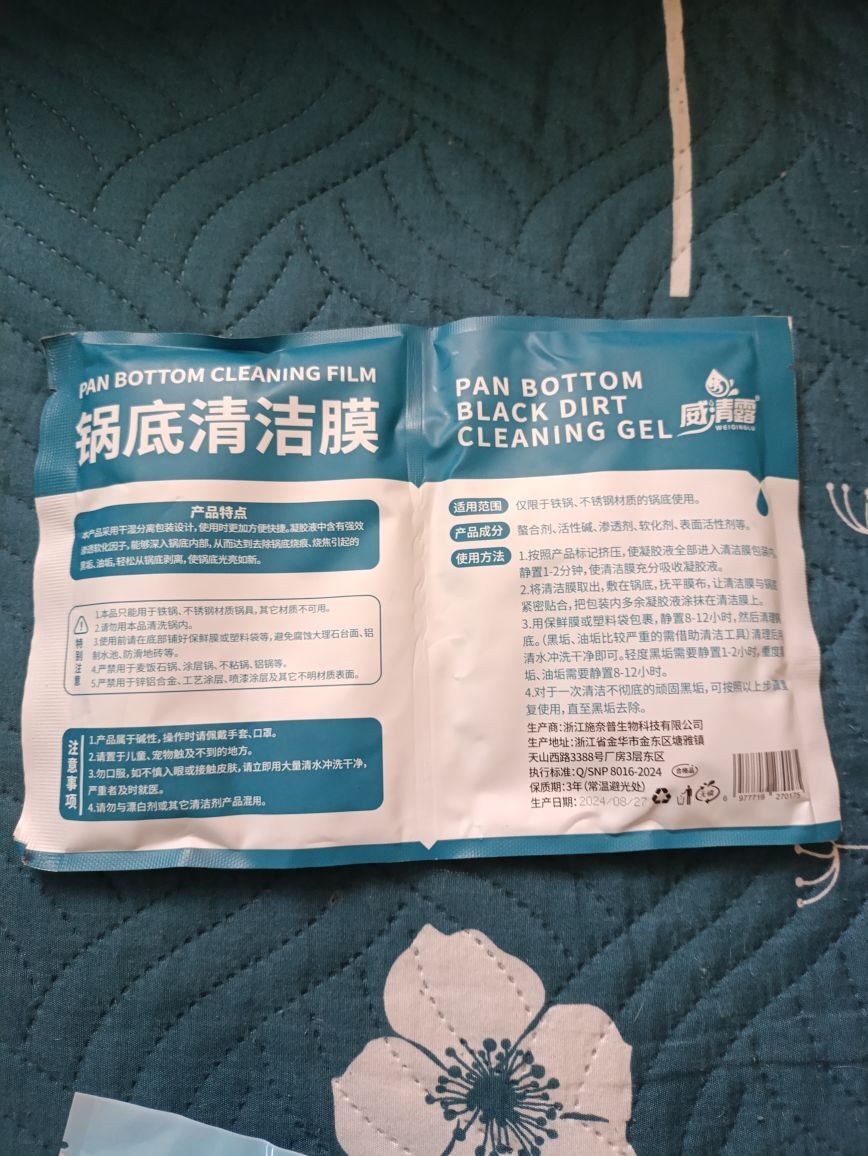 PAN BOTTOM CLEANING FILM
锅底清洁膜
产品特点
本产品采用干湿分离包装设计,使用时更加方便快捷。凝胶液中含有强效
渗透软化因子,能够深入锅底内部,从而达到去除锅底烧痕、烧焦引起的
黑垢、油垢,轻松从锅底剥离,使锅底光亮如新。
特别注意
1.本品只能用于铁锅、不锈钢材质锅具,其它材质不可用。
2.请勿用本品清洗锅内。
3.使用前请在底部铺好保鲜膜或塑料袋等,避免腐蚀大理石台面、铝
制水池、防滑地砖等。
4.严禁用于麦饭石锅、涂层锅、不粘锅、铝锅等。
5.严禁用于锌铝合金、工艺涂层、喷漆涂层及其它不明材质表面。
注意事项
1.产品属于碱性,操作时请佩戴手套、口罩。
2.请置于儿童、宠物触及不到的地方。
3.勿口服,如不慎入眼或接触皮肤,请立即用大量清水冲洗干净,
严重者及时就医。
4.请勿与漂白剂或其它清洁剂产品混用。
PAN BOTTOM
BLACK DIRT
CLEANING GEL
威清露®
WEIQINGLU
适用范围 仅限于铁锅、不锈钢材质的锅底使用。
产品成分 螯合剂、活性碱、渗透剂、软化剂、表面活性剂等。
使用方法 1.按照产品标记挤压,使凝胶液全部进入清洁膜包装内,
静置1-2分钟,使清洁膜充分吸收凝胶液。
2.将清洁膜取出,敷在锅底,抚平膜布,让清洁膜与锅底
紧密贴合,把包装内多余凝胶液涂抹在清洁膜上。
3.用保鲜膜或塑料袋包裹,静置8-12小时,然后清理锅
底。(黑垢、油垢比较严重的需借助清洁工具)清理后用
清水冲洗干净即可。轻度黑垢需要静置1-2小时,重度黑
垢、油垢需要静置8-12小时。
4.对于一次清洁不彻底的顽固黑垢,可按照以上步骤重
复使用,直至黑垢去除。
生产商:浙江施奈普生物科技有限公司
生产地址:浙江省金华市金东区塘雅镇
天山西路3388号厂房3层东区
执行标准:Q/SNP 8016-2024 合格品
保质期:3年(常温避光处)
生产日期:2024/08/27
无磷
6 977719 270175